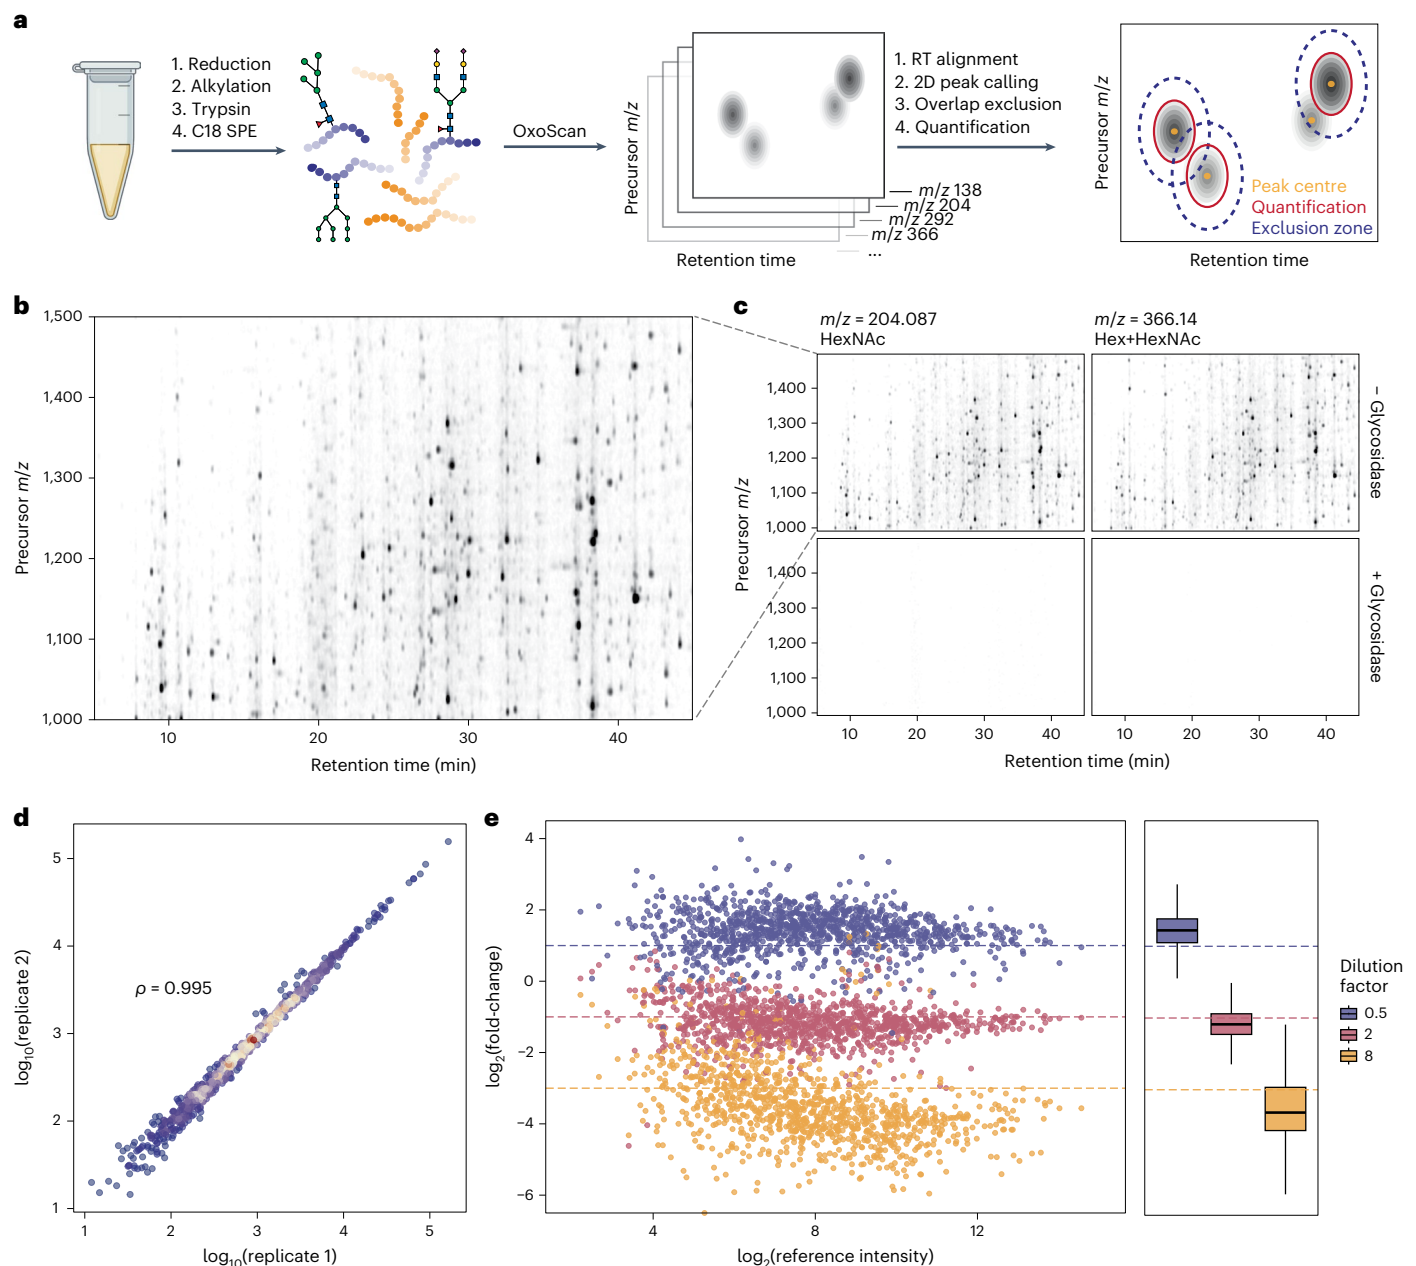 a
1. Reduction
2. Alkylation
3. Trypsin
4. C18 SPE
OxoScan
Precursor m/z
Retention time
m/z 138
m/z 204
m/z 292
m/z 366
...
1. RT alignment
2. 2D peak calling
3. Overlap exclusion
4. Quantification
Precursor m/z
Peak centre
Quantification
Exclusion zone
Retention time
b
Precursor m/z
1,500
1,400
1,300
1,200
1,100
1,000
10
20
30
40
Retention time (min)
c
m/z = 204.087
HexNAc
m/z = 366.14
Hex+HexNAc
Precursor m/z
1,400
1,300
1,200
1,100
1,000
– Glycosidase
1,400
1,300
1,200
1,100
1,000
+ Glycosidase
10
20
30
40
10
20
30
40
Retention time (min)
d
log10(replicate 2)
5
4
3
2
1
ρ = 0.995
1
2
3
4
5
log10(replicate 1)
e
log2(fold-change)
4
2
0
−2
−4
−6
4
8
12
log2(reference intensity)
Dilution
factor
0.5
2
8